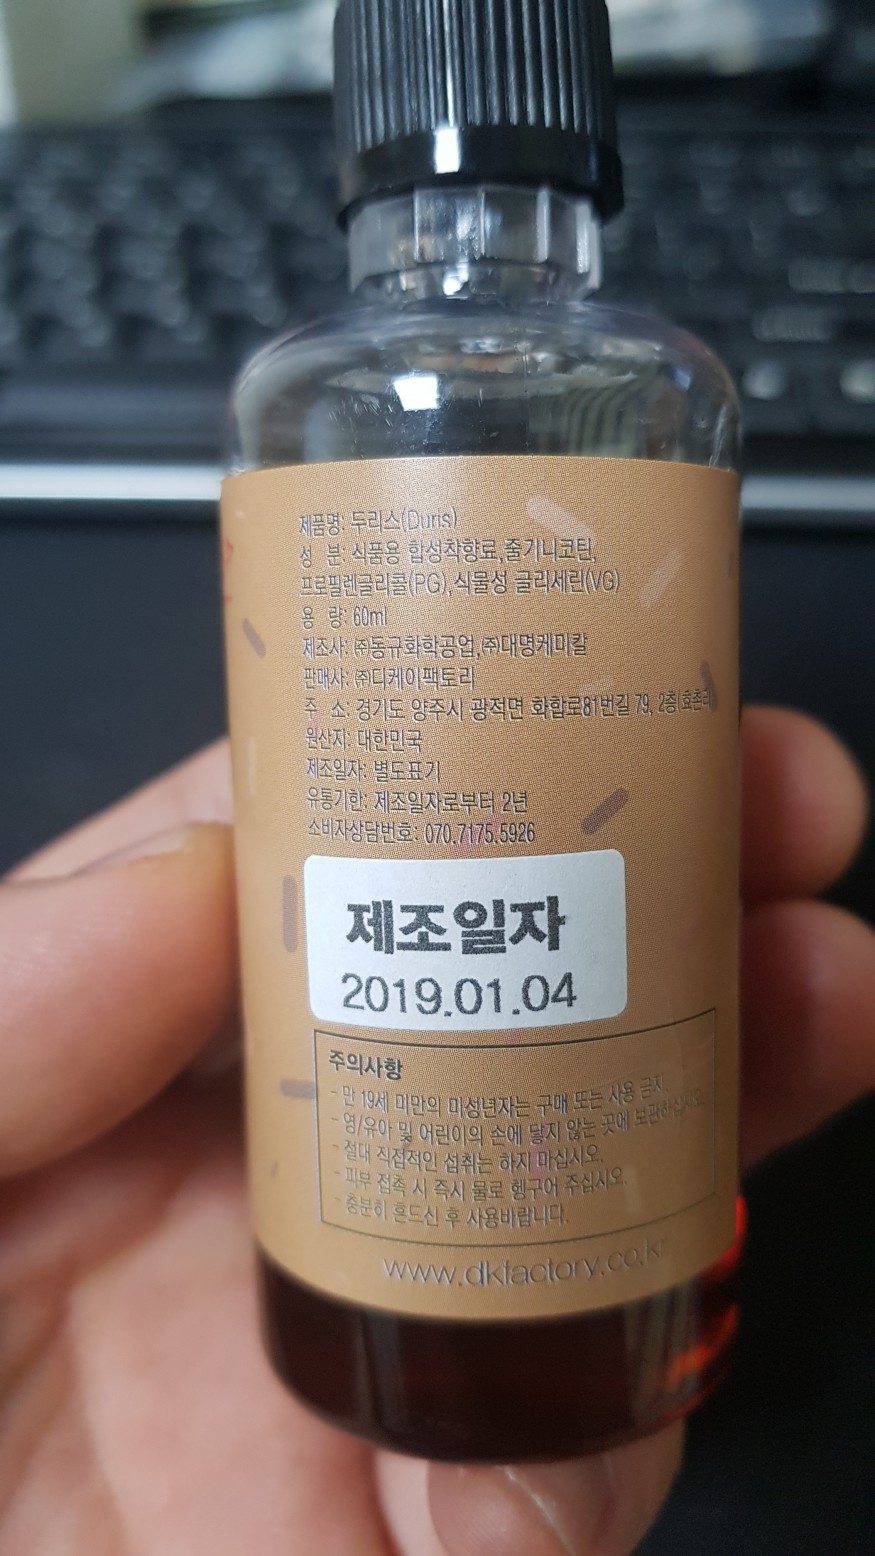 제품명: 두리스(Duris)
성 분: 식품용 합성착향료,줄기니코틴,
프로필렌글리콜(PG),식물성 글리세린(VG)
용 량: 60ml
제조사: ㈜동규화학공업,㈜대명케미칼
판매사: ㈜디케이팩토리
주 소: 경기도 양주시 광적면 화합로81번길 79, 2층(효촌리
원산지: 대한민국
제조일자: 별도표기
유통기한: 제조일자로부터 2년
소비자상담번호: 070.7175.5926
제조일자
2019.01.04
주의사항
- 만 19세 미만의 미성년자는 구매 또는 사용 금지.
- 영/유아 및 어린이의 손에 닿지 않는 곳에 보관하십시오.
- 절대 직접적인 섭취는 하지 마십시오.
- 피부 접촉 시 즉시 물로 헹구어 주십시오.
- 충분히 흔드신 후 사용바랍니다.
www.dkfactory.co.kr